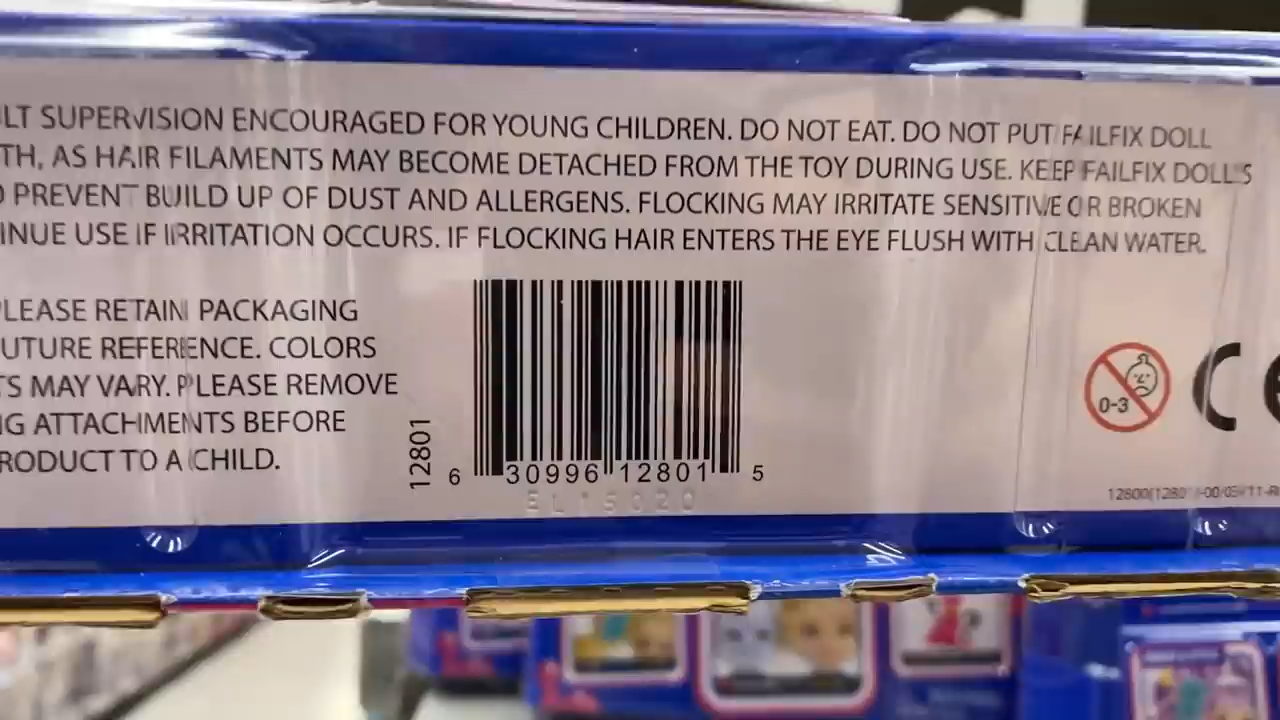 LT SUPERVISION ENCOURAGED FOR YOUNG CHILDREN. DO NOT EAT. DO NOT PUT FAILFIX DOLL
TH, AS HAIR FILAMENTS MAY BECOME DETACHED FROM THE TOY DURING USE. KEEP FAILFIX DOLL'S
PREVENT BUILD UP OF DUST AND ALLERGENS. FLOCKING MAY IRRITATE SENSITIVE OR BROKEN
INUE USE IF IRRITATION OCCURS. IF FLOCKING HAIR ENTERS THE EYE FLUSH WITH CLEAN WATER.
LEASE RETAIN PACKAGING
UTURE REFERENCE. COLORS
TS MAY VARY. PLEASE REMOVE
G ATTACHMENTS BEFORE
RODUCT TO A CHILD.
12801
6 30996 12801 5
0-3
CE